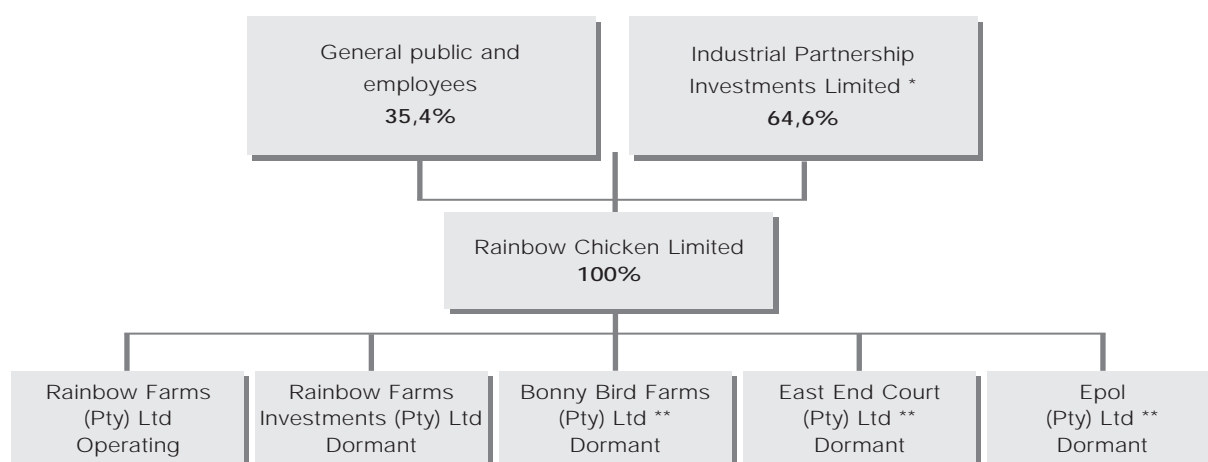 General public and
employees
35,4%
Industrial Partnership
Investments Limited *
64,6%
Rainbow Chicken Limited
100%
Rainbow Farms
(Pty) Ltd
Operating
Rainbow Farms
Investments (Pty) Ltd
Dormant
Bonny Bird Farms
(Pty) Ltd **
Dormant
East End Court
(Pty) Ltd **
Dormant
Epol
(Pty) Ltd **
Dormant